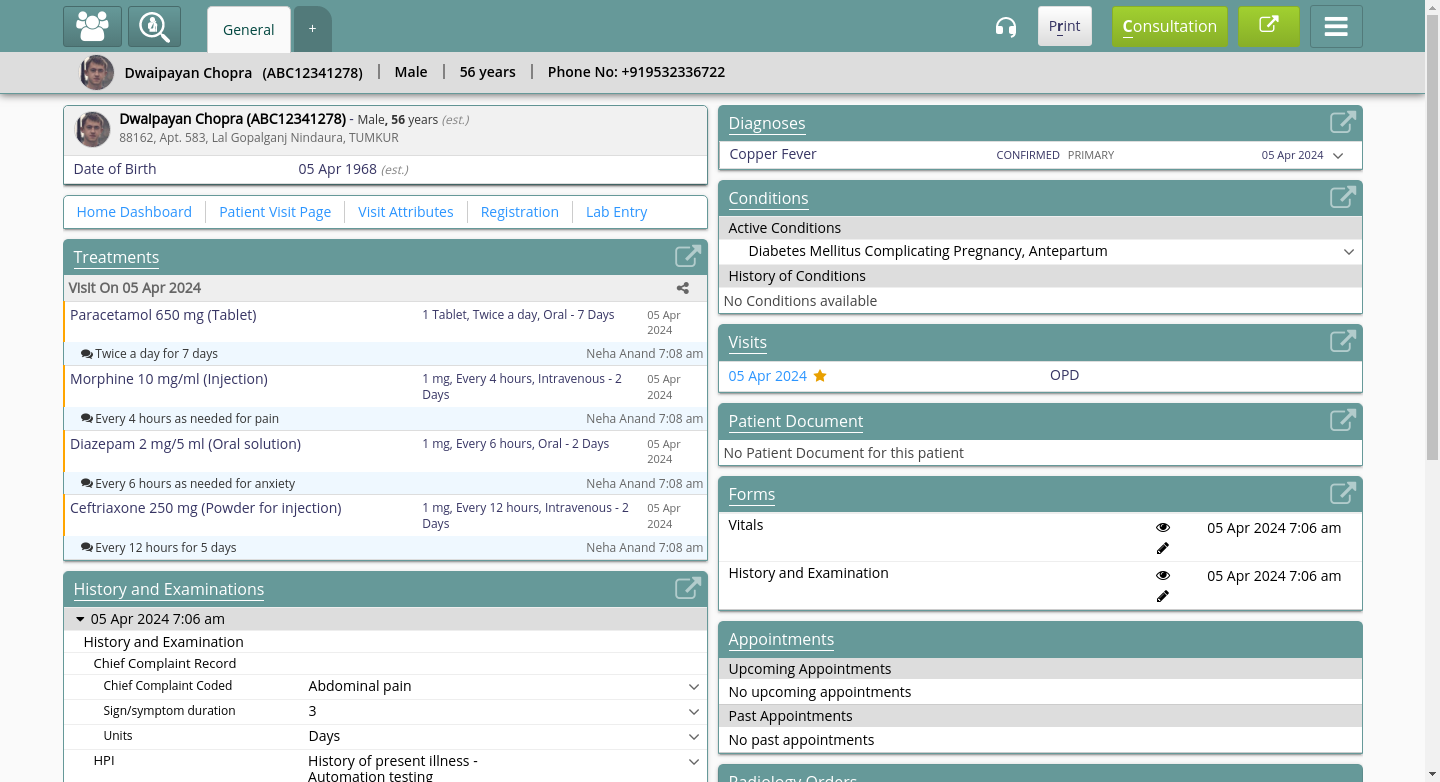 General
+
Print
Consultation
Dwaipayan Chopra (ABC12341278) | Male | 56 years | Phone No: +919532336722
Dwaipayan Chopra (ABC12341278) - Male, 56 years (est.)
88162, Apt. 583, Lal Gopalganj Nindaura, TUMKUR
Date of Birth 05 Apr 1968 (est.)
Home Dashboard
Patient Visit Page
Visit Attributes
Registration
Lab Entry
Treatments
Visit On 05 Apr 2024
Paracetamol 650 mg (Tablet) 1 Tablet, Twice a day, Oral - 7 Days 05 Apr
2024
Twice a day for 7 days Neha Anand 7:08 am
Morphine 10 mg/ml (Injection) 1 mg, Every 4 hours, Intravenous - 2 05 Apr
Days 2024
Every 4 hours as needed for pain Neha Anand 7:08 am
Diazepam 2 mg/5 ml (Oral solution) 1 mg, Every 6 hours, Oral - 2 Days 05 Apr
2024
Every 6 hours as needed for anxiety Neha Anand 7:08 am
Ceftriaxone 250 mg (Powder for injection) 1 mg, Every 12 hours, Intravenous - 2 05 Apr
Days 2024
Every 12 hours for 5 days Neha Anand 7:08 am
History and Examinations
05 Apr 2024 7:06 am
History and Examination
Chief Complaint Record
Chief Complaint Coded Abdominal pain
Sign/symptom duration 3
Units Days
HPI History of present illness -
Automation testing
Diagnoses
Copper Fever CONFIRMED PRIMARY 05 Apr 2024
Conditions
Active Conditions
Diabetes Mellitus Complicating Pregnancy, Antepartum
History of Conditions
No Conditions available
Visits
05 Apr 2024 OPD
Patient Document
No Patient Document for this patient
Forms
Vitals 05 Apr 2024 7:06 am
History and Examination 05 Apr 2024 7:06 am
Appointments
Upcoming Appointments
No upcoming appointments
Past Appointments
No past appointments
Radiology Orders